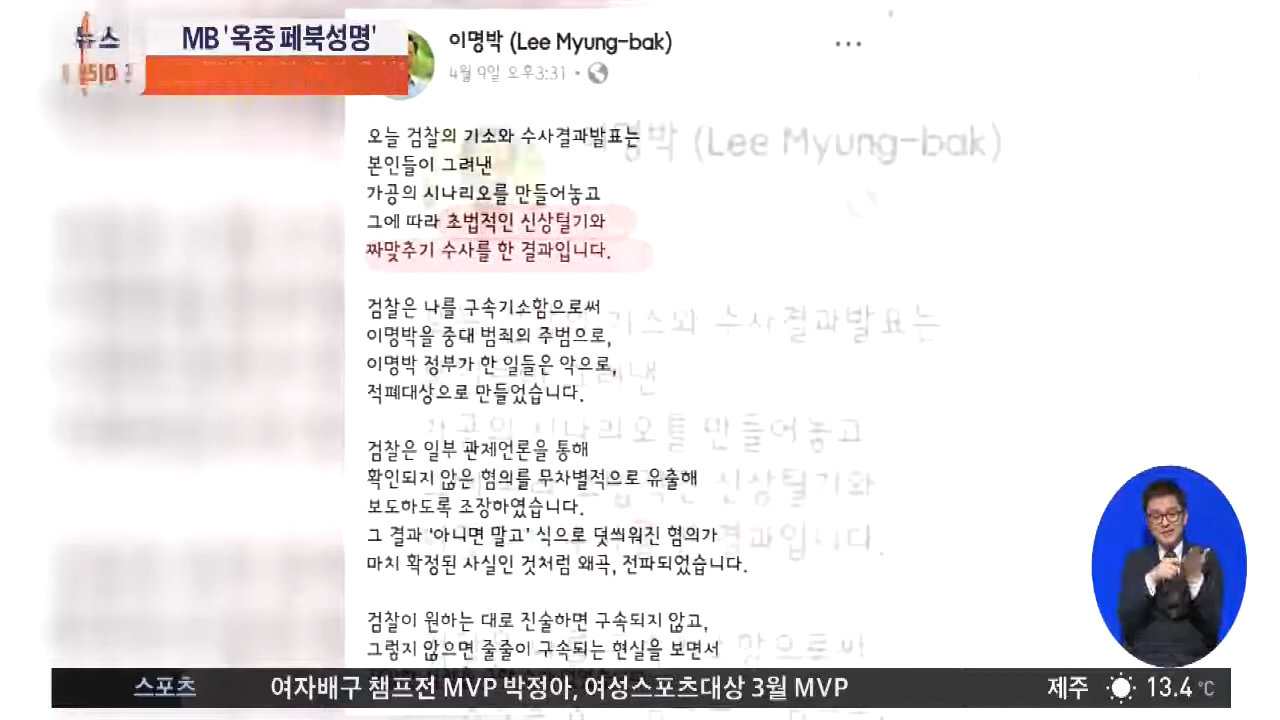 뉴스
MB '옥중 페북성명'
이명박 (Lee Myung-bak)
4월 9일 오후3:31
오늘 검찰의 기소와 수사결과발표는
본인들이 그려낸
가공의 시나리오를 만들어놓고
그에 따라 초법적인 신상털기와
짜맞추기 수사를 한 결과입니다.
검찰은 나를 구속기소함으로써
이명박을 중대 범죄의 주범으로,
이명박 정부가 한 일들은 악으로,
적폐대상으로 만들었습니다.
검찰은 일부 관제언론을 통해
확인되지 않은 혐의를 무차별적으로 유출해
보도하도록 조장하였습니다.
그 결과 '아니면 말고' 식으로 덧씌워진 혐의가
마치 확정된 사실인 것처럼 왜곡, 전파되었습니다.
검찰이 원하는 대로 진술하면 구속되지 않고,
그렇지 않으면 줄줄이 구속되는 현실을 보면서
스포츠 여자배구 챔프전 MVP 박정아, 여성스포츠대상 3월 MVP 제주 13.4 ℃